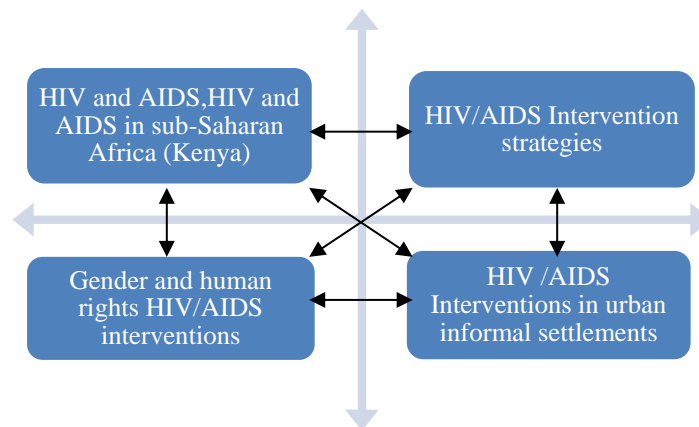 HIV and AIDS,HIV and
AIDS in sub-Saharan
Africa (Kenya)
HIV/AIDS Intervention
strategies
Gender and human
rights HIV/AIDS
interventions
HIV /AIDS
Interventions in urban
informal settlements